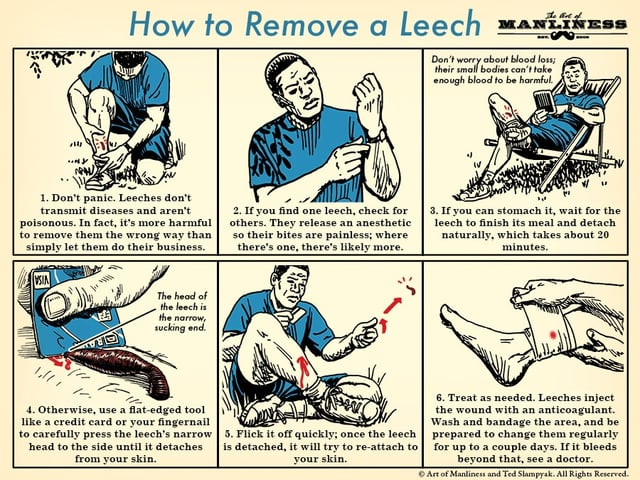 How to Remove a Leech
The Art of
MANLINESS
EST. 2008
Don't worry about blood loss;
their small bodies can't take
enough blood to be harmful.
1. Don't panic. Leeches don't
transmit diseases and aren't
poisonous. In fact, it's more harmful
to remove them the wrong way than
simply let them do their business.
2. If you find one leech, check for
others. They release an anesthetic
so their bites are painless; where
there's one, there's likely more.
3. If you can stomach it, wait for the
leech to finish its meal and detach
naturally, which takes about 20
minutes.
VISA
The head of
the leech is
the narrow,
sucking end.
4. Otherwise, use a flat-edged tool
like a credit card or your fingernail
to carefully press the leech's narrow
head to the side until it detaches
from your skin.
5. Flick it off quickly; once the leech
is detached, it will try to re-attach to
your skin.
6. Treat as needed. Leeches inject
the wound with an anticoagulant.
Wash and bandage the area, and be
prepared to change them regularly
for up to a couple days. If it bleeds
beyond that, see a doctor.
© Art of Manliness and Ted Slampyak. All Rights Reserved.